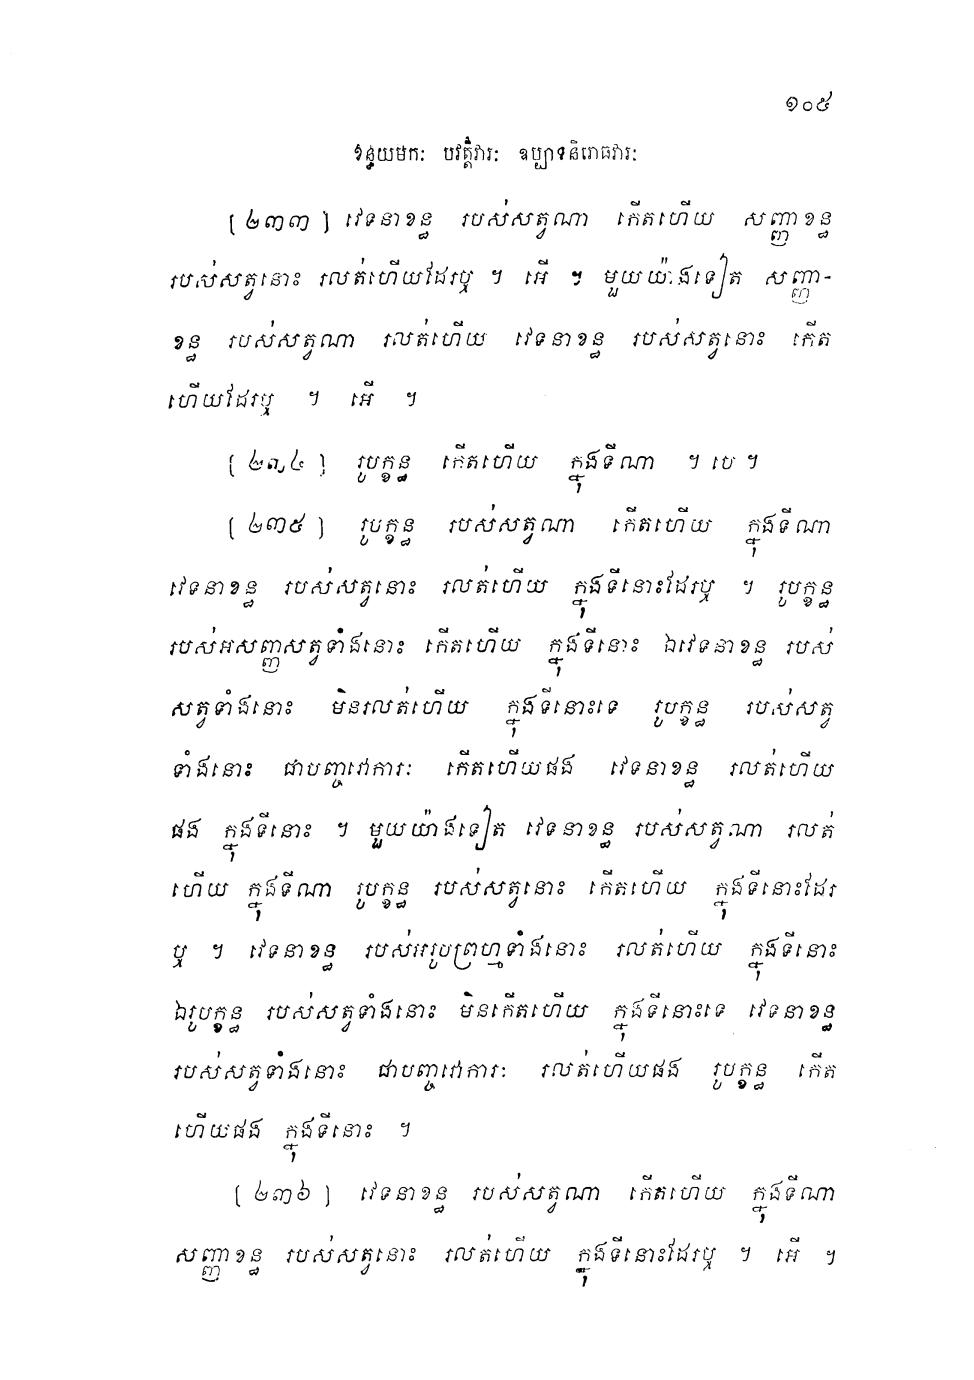 ១០៥
ខន្ធយមកៈ បវត្តិវារៈ ឧប្បាទនិរោធវារៈ
[២៣៣] វេទនាខន្ធ របស់សត្វណា កើតហើយ សញ្ញាខន្ធ
របស់សត្វនោះ រលត់ហើយដែរឬ ។ អើ ។ មួយយ៉ាងទៀត សញ្ញា-
ខន្ធ របស់សត្វណា រលត់ហើយ វេទនាខន្ធ របស់សត្វនោះ កើត
ហើយដែរឬ ។ អើ ។
[២៣៤] រូបក្ខន្ធ កើតហើយ ក្នុងទីណា ។ បេ ។
[២៣៥] រូបក្ខន្ធ របស់សត្វណា កើតហើយ ក្នុងទីណា
វេទនាខន្ធ របស់សត្វនោះ រលត់ហើយ ក្នុងទីនោះដែរឬ ។ រូបក្ខន្ធ
របស់អសញ្ញសត្វទាំងនោះ កើតហើយ ក្នុងទីនោះ ឯវេទនាខន្ធ របស់
សត្វទាំងនោះ មិនរលត់ហើយ ក្នុងទីនោះទេ រូបក្ខន្ធ របស់សត្វ
ទាំងនោះ ជាបញ្ចវោការៈ កើតហើយផង វេទនាខន្ធ រលត់ហើយ
ផង ក្នុងទីនោះ ។ មួយយ៉ាងទៀត វេទនាខន្ធ របស់សត្វណា រលត់
ហើយ ក្នុងទីណា រូបក្ខន្ធ របស់សត្វនោះ កើតហើយ ក្នុងទីនោះដែរ
ឬ ។ វេទនាខន្ធ របស់អរូបព្រហ្មទាំងនោះ រលត់ហើយ ក្នុងទីនោះ
ឯរូបក្ខន្ធ របស់សត្វទាំងនោះ មិនកើតហើយ ក្នុងទីនោះទេ វេទនាខន្ធ
របស់សត្វទាំងនោះ ជាបញ្ចវោការៈ រលត់ហើយផង រូបក្ខន្ធ កើត
ហើយផង ក្នុងទីនោះ ។
[២៣៦] វេទនាខន្ធ របស់សត្វណា កើតហើយ ក្នុងទីណា
សញ្ញាខន្ធ របស់សត្វនោះ រលត់ហើយ ក្នុងទីនោះដែរឬ ។ អើ ។